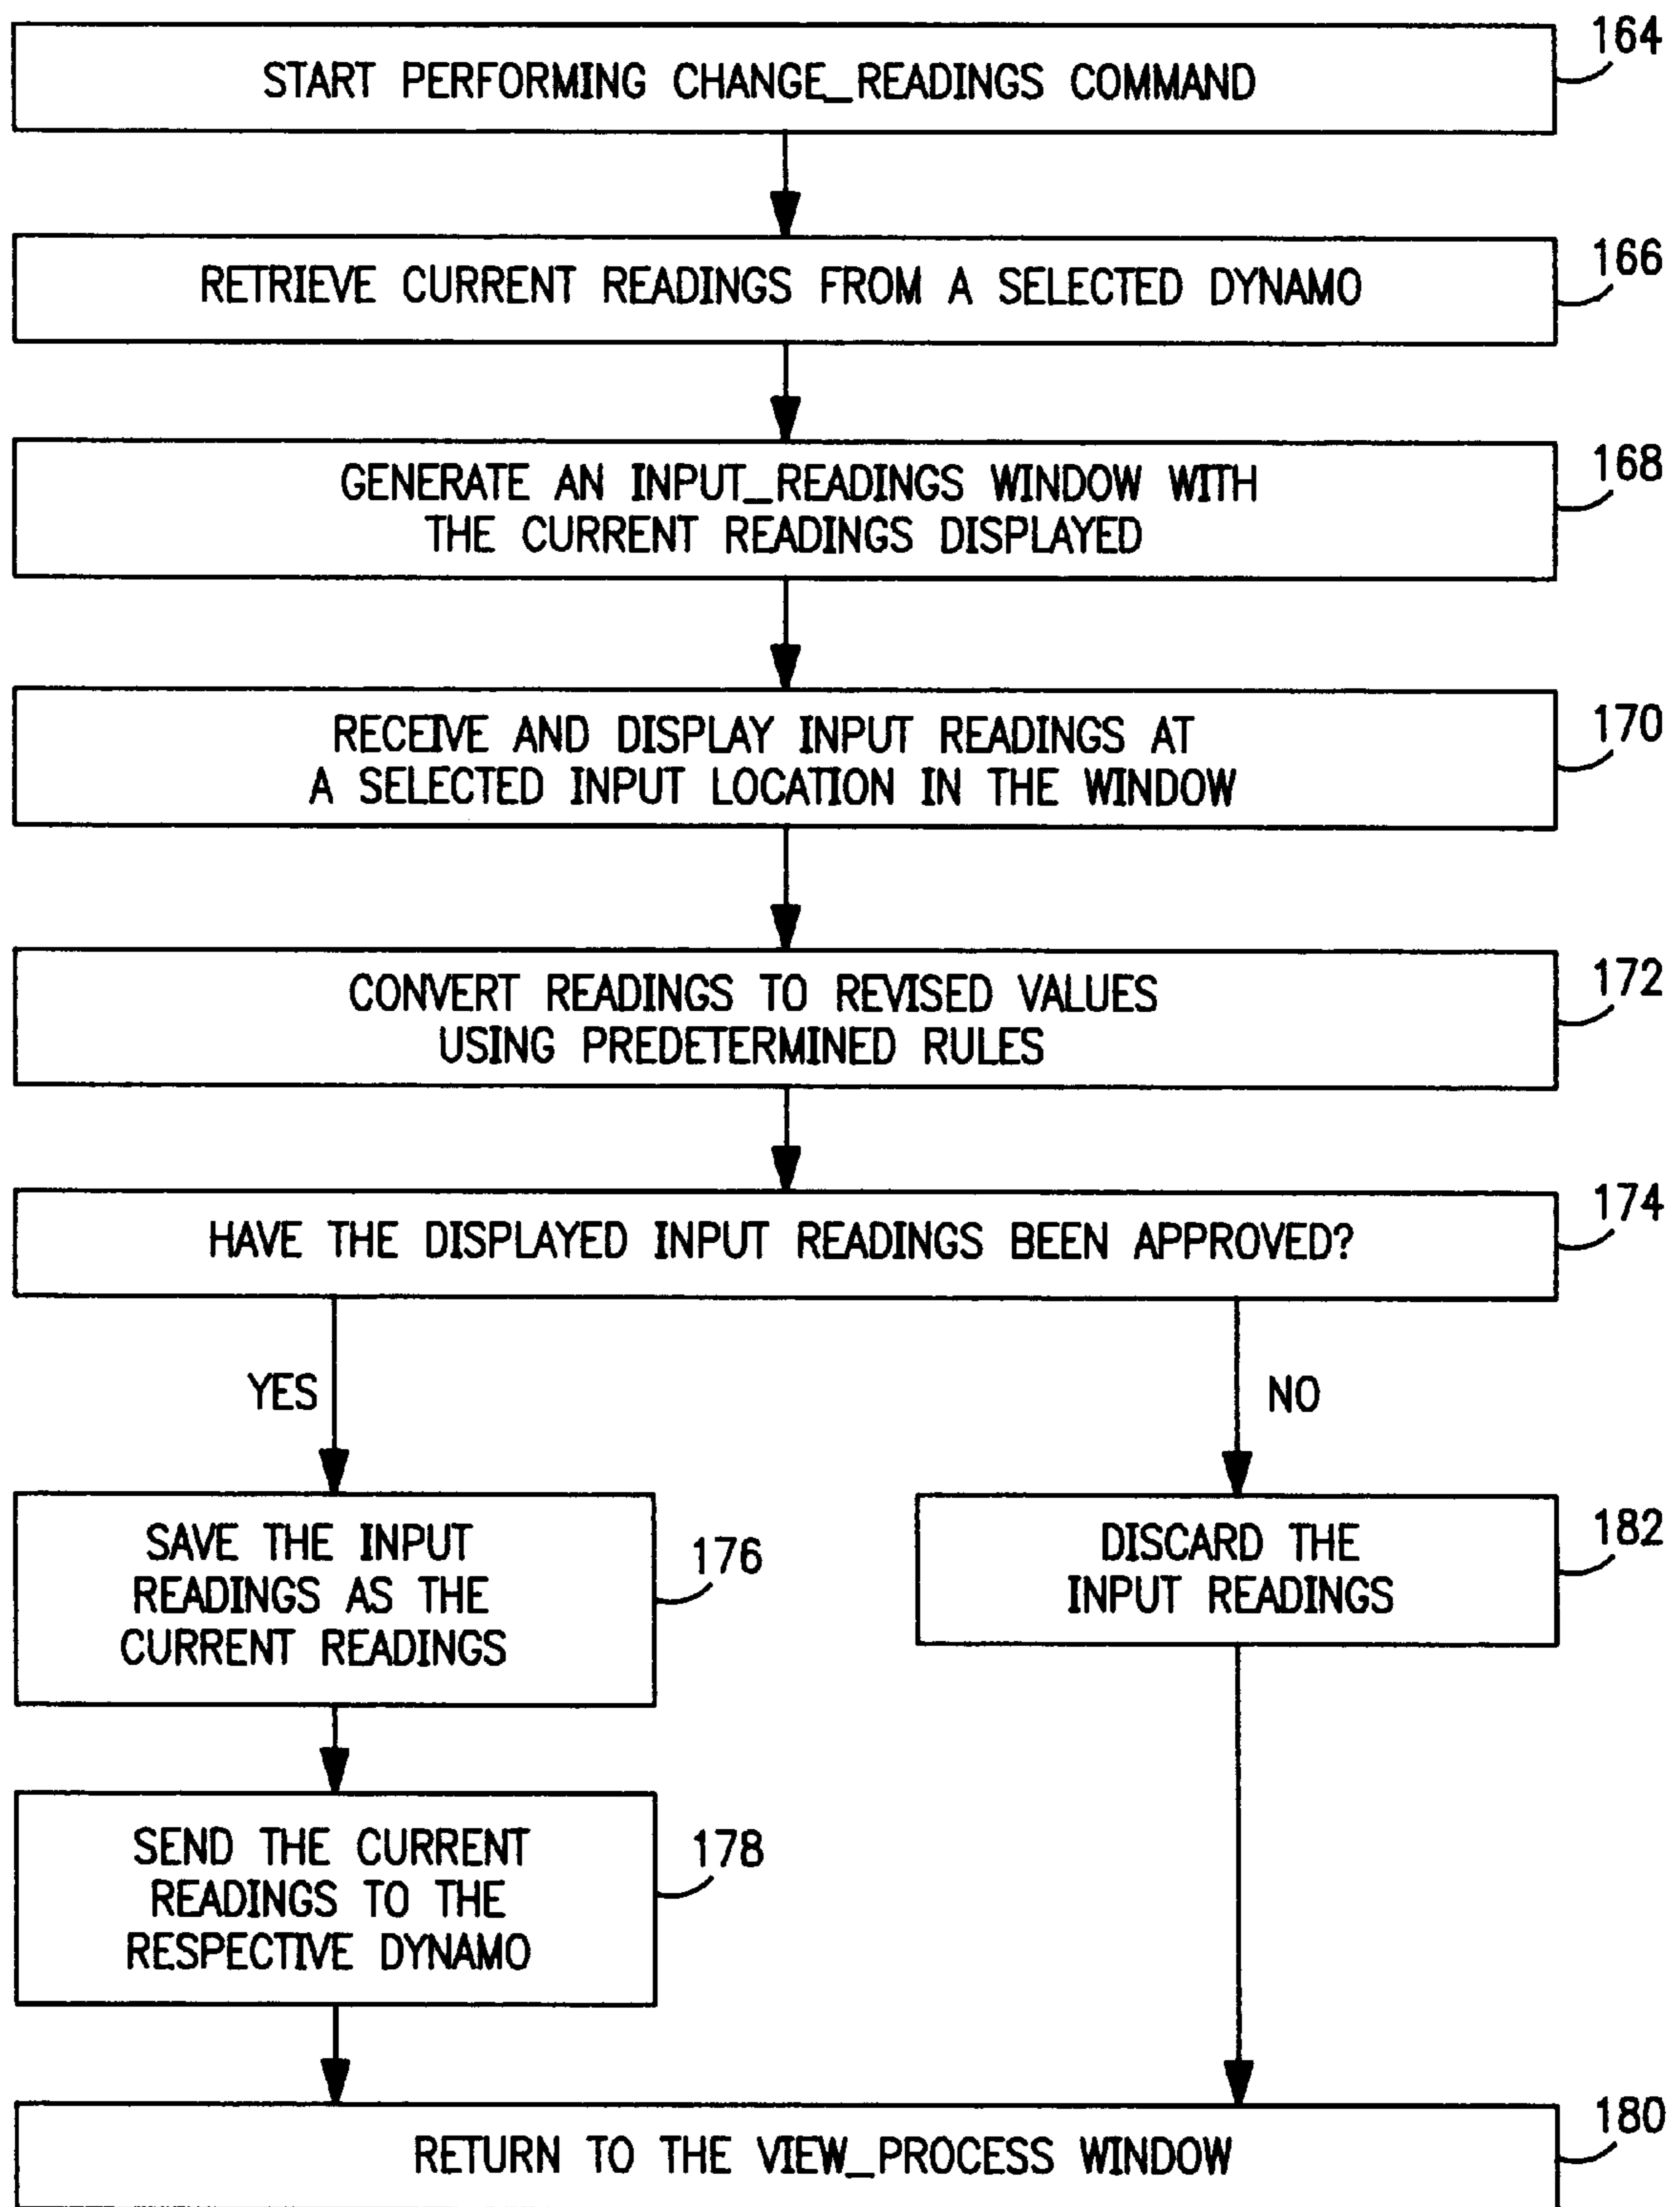 START PERFORMING CHANGE_READINGS COMMAND
164
RETRIEVE CURRENT READINGS FROM A SELECTED DYNAMO
166
GENERATE AN INPUT_READINGS WINDOW WITH
THE CURRENT READINGS DISPLAYED
168
RECEIVE AND DISPLAY INPUT READINGS AT
A SELECTED INPUT LOCATION IN THE WINDOW
170
CONVERT READINGS TO REVISED VALUES
USING PREDETERMINED RULES
172
HAVE THE DISPLAYED INPUT READINGS BEEN APPROVED?
174
YES
NO
SAVE THE INPUT
READINGS AS THE
CURRENT READINGS
176
DISCARD THE
INPUT READINGS
182
SEND THE CURRENT
READINGS TO THE
RESPECTIVE DYNAMO
178
RETURN TO THE VIEW_PROCESS WINDOW
180